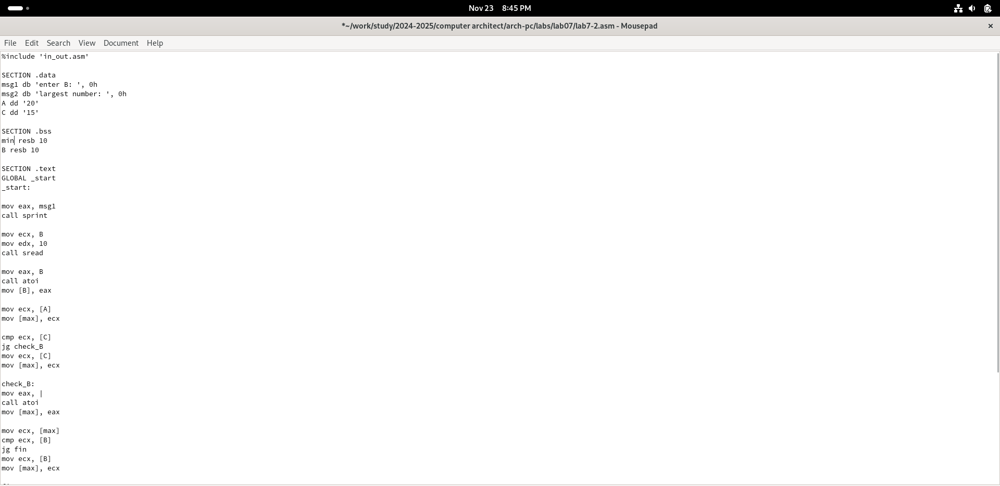 Nov 23 8:45 PM
*~/work/study/2024-2025/computer architect/arch-pc/labs/lab07/lab7-2.asm - Mousepad
File Edit Search View Document Help
%include 'in_out.asm'
SECTION .data
msg1 db 'enter B: ', 0h
msg2 db 'largest number: ', 0h
A dd '20'
C dd '15'
SECTION .bss
min resb 10
B resb 10
SECTION .text
GLOBAL _start
_start:
mov eax, msg1
call sprint
mov ecx, B
mov edx, 10
call sread
mov eax, B
call atoi
mov [B], eax
mov ecx, [A]
mov [max], ecx
cmp ecx, [C]
jg check_B
mov ecx, [C]
mov [max], ecx
check_B:
mov eax, |
call atoi
mov [max], eax
mov ecx, [max]
cmp ecx, [B]
jg fin
mov ecx, [B]
mov [max], ecx